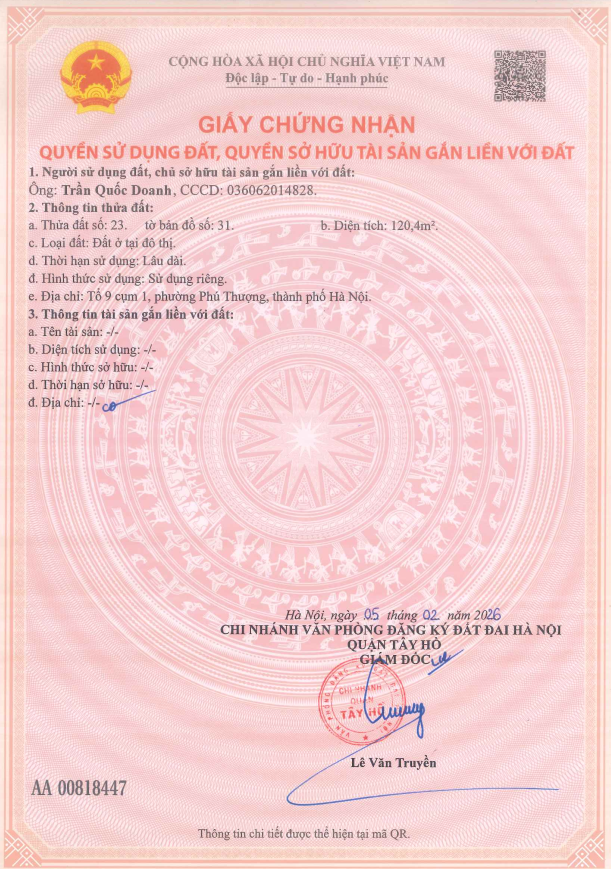 CỘNG HÒA XÃ HỘI CHỦ NGHĨA VIỆT NAM
Độc lập - Tự do - Hạnh phúc
GIẤY CHỨNG NHẬN
QUYỀN SỬ DỤNG ĐẤT, QUYỀN SỞ HỮU TÀI SẢN GẮN LIỀN VỚI ĐẤT
1. Người sử dụng đất, chủ sở hữu tài sản gắn liền với đất:
Ông: Trần Quốc Doanh, CCCD: 036062014828.
2. Thông tin thửa đất:
a. Thửa đất số: 23. tờ bản đồ số: 31. b. Diện tích: 120,4m².
c. Loại đất: Đất ở tại đô thị.
d. Thời hạn sử dụng: Lâu dài.
đ. Hình thức sử dụng: Sử dụng riêng.
e. Địa chỉ: Tổ 9 cụm 1, phường Phú Thượng, thành phố Hà Nội.
3. Thông tin tài sản gắn liền với đất:
a. Tên tài sản: -/-
b. Diện tích sử dụng: -/-
c. Hình thức sở hữu: -/-
d. Thời hạn sở hữu: -/-
đ. Địa chỉ: -/-
Hà Nội, ngày 05 tháng 02 năm 2026
CHI NHÁNH VĂN PHÒNG ĐĂNG KÝ ĐẤT ĐAI HÀ NỘI
QUẬN TÂY HỒ
GIÁM ĐỐC
CHI NHÁNH
QUẬN
TÂY HỒ
Lê Văn Truyền
AA 00818447
Thông tin chi tiết được thể hiện tại mã QR.